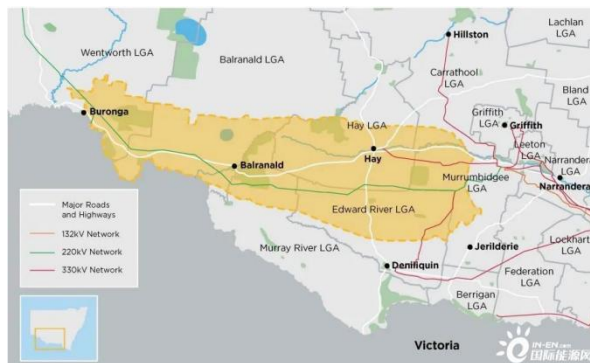 Hillston
Lachlan
LGA
Wentworth LGA
Balranald LGA
Carrathool
LGA
Bland
LGA
Griffith
LGA
Griffith
Leeton
LGA
Buronga
Hay LGA
Hay
Narrandera
LGA
Balranald
Murrumbidgee
LGA
Narrandera
Edward River LGA
Major Roads
and Highways
132kV Network
220kV Network
330kV Network
Murray River LGA
Jerilderie
Lockhart
LGA
Deniliquin
Federation
LGA
Berrigan
LGA
Victoria
IN-EN.com
国际能源网